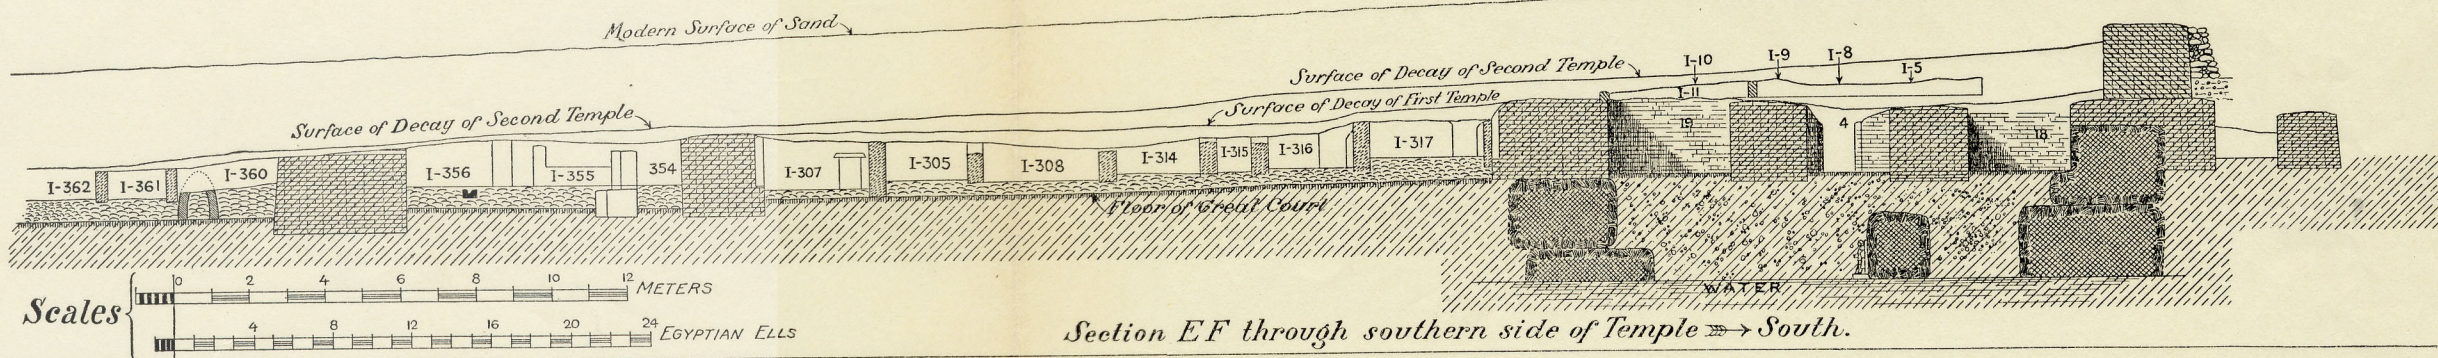 Modern Surface of Sand
Surface of Decay of Second Temple
I-10 I-9 I-8 I-5
I-11
Surface of Decay of First Temple
Surface of Decay of Second Temple
19 4 18
I-362 I-361 I-360 I-356 I-355 354 I-307 I-305 I-308 I-314 I-315 I-316 I-317
Floor of Great Court
WATER
Scales
0 2 4 6 8 10 12 METERS
4 8 12 16 20 24 EGYPTIAN ELLS
Section EF through southern side of Temple → South.